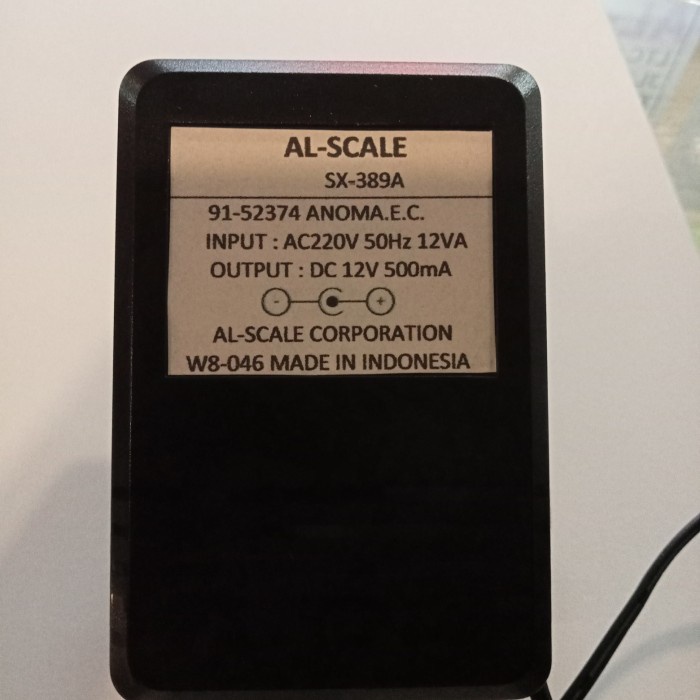 AL-SCALE
SX-389A
91-52374 ANOMA.E.C.
INPUT : AC220V 50Hz 12VA
OUTPUT : DC 12V 500mA
- +
AL-SCALE CORPORATION
W8-046 MADE IN INDONESIA